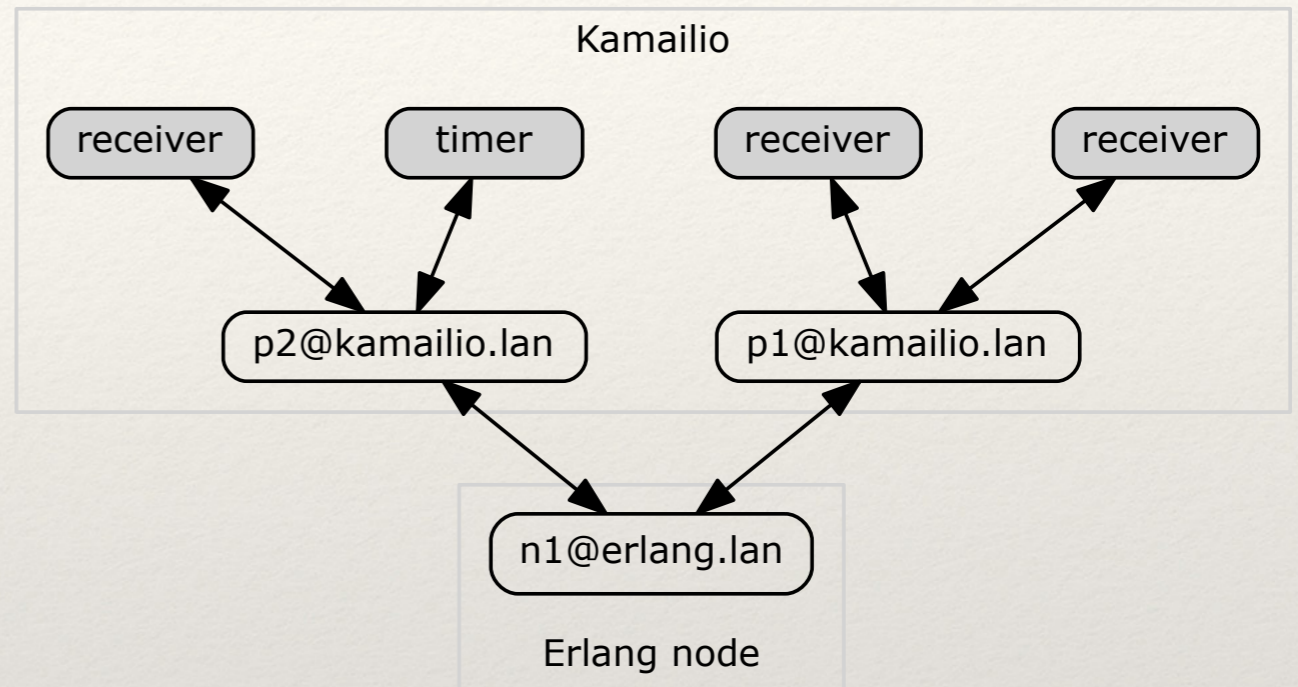 Kamailio
receiver
timer
receiver
receiver
p2@kamailio.lan
p1@kamailio.lan
n1@erlang.lan
Erlang node